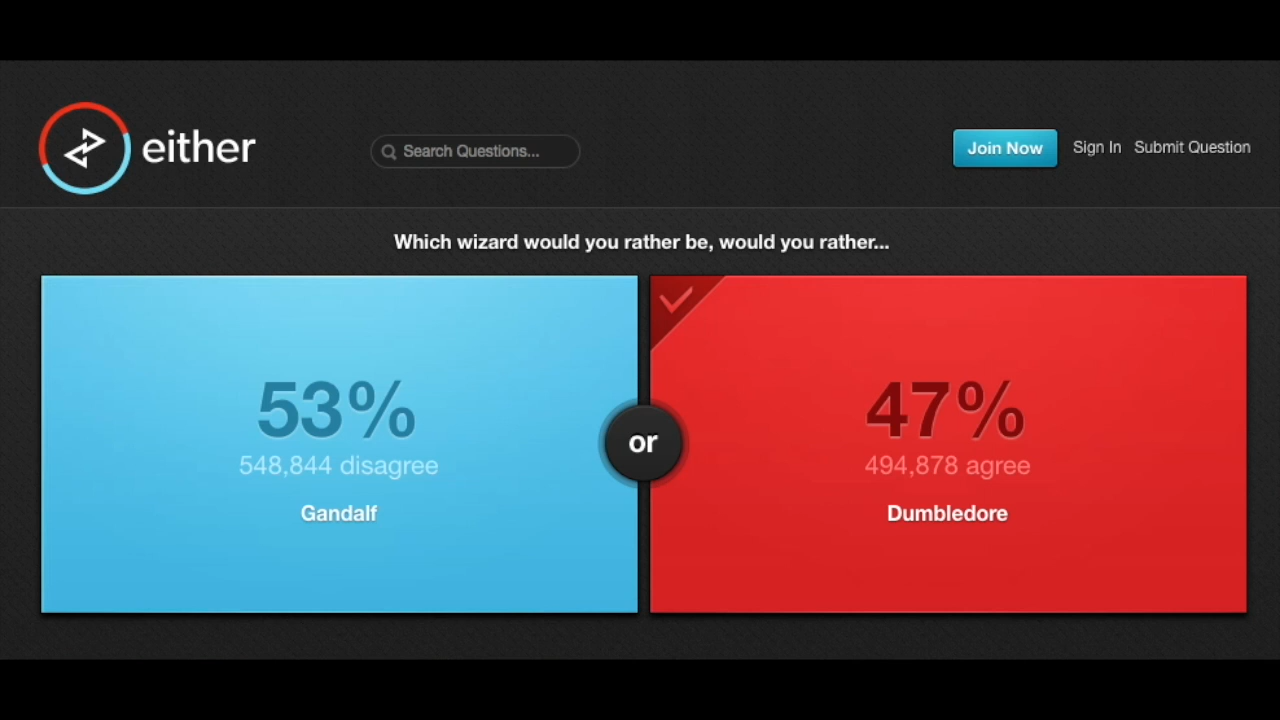 either
Search Questions...
Join Now
Sign In
Submit Question
Which wizard would you rather be, would you rather...
53%
548,844 disagree
Gandalf
or
47%
494,878 agree
Dumbledore